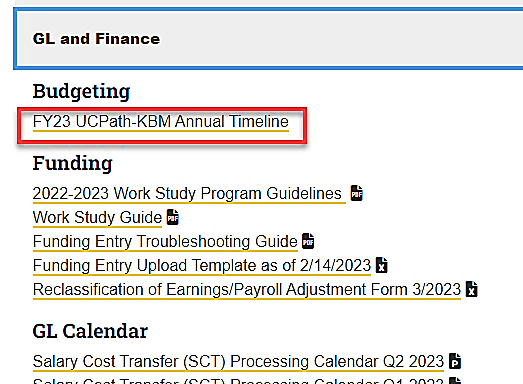 GL and Finance
Budgeting
FY23 UCPath-KBM Annual Timeline
Funding
2022-2023 Work Study Program Guidelines
Work Study Guide
Funding Entry Troubleshooting Guide
Funding Entry Upload Template as of 2/14/2023
Reclassification of Earnings/Payroll Adjustment Form 3/2023
GL Calendar
Salary Cost Transfer (SCT) Processing Calendar Q2 2023
Salary Cost Transfer (SCT) Processing Calendar Q1 2023